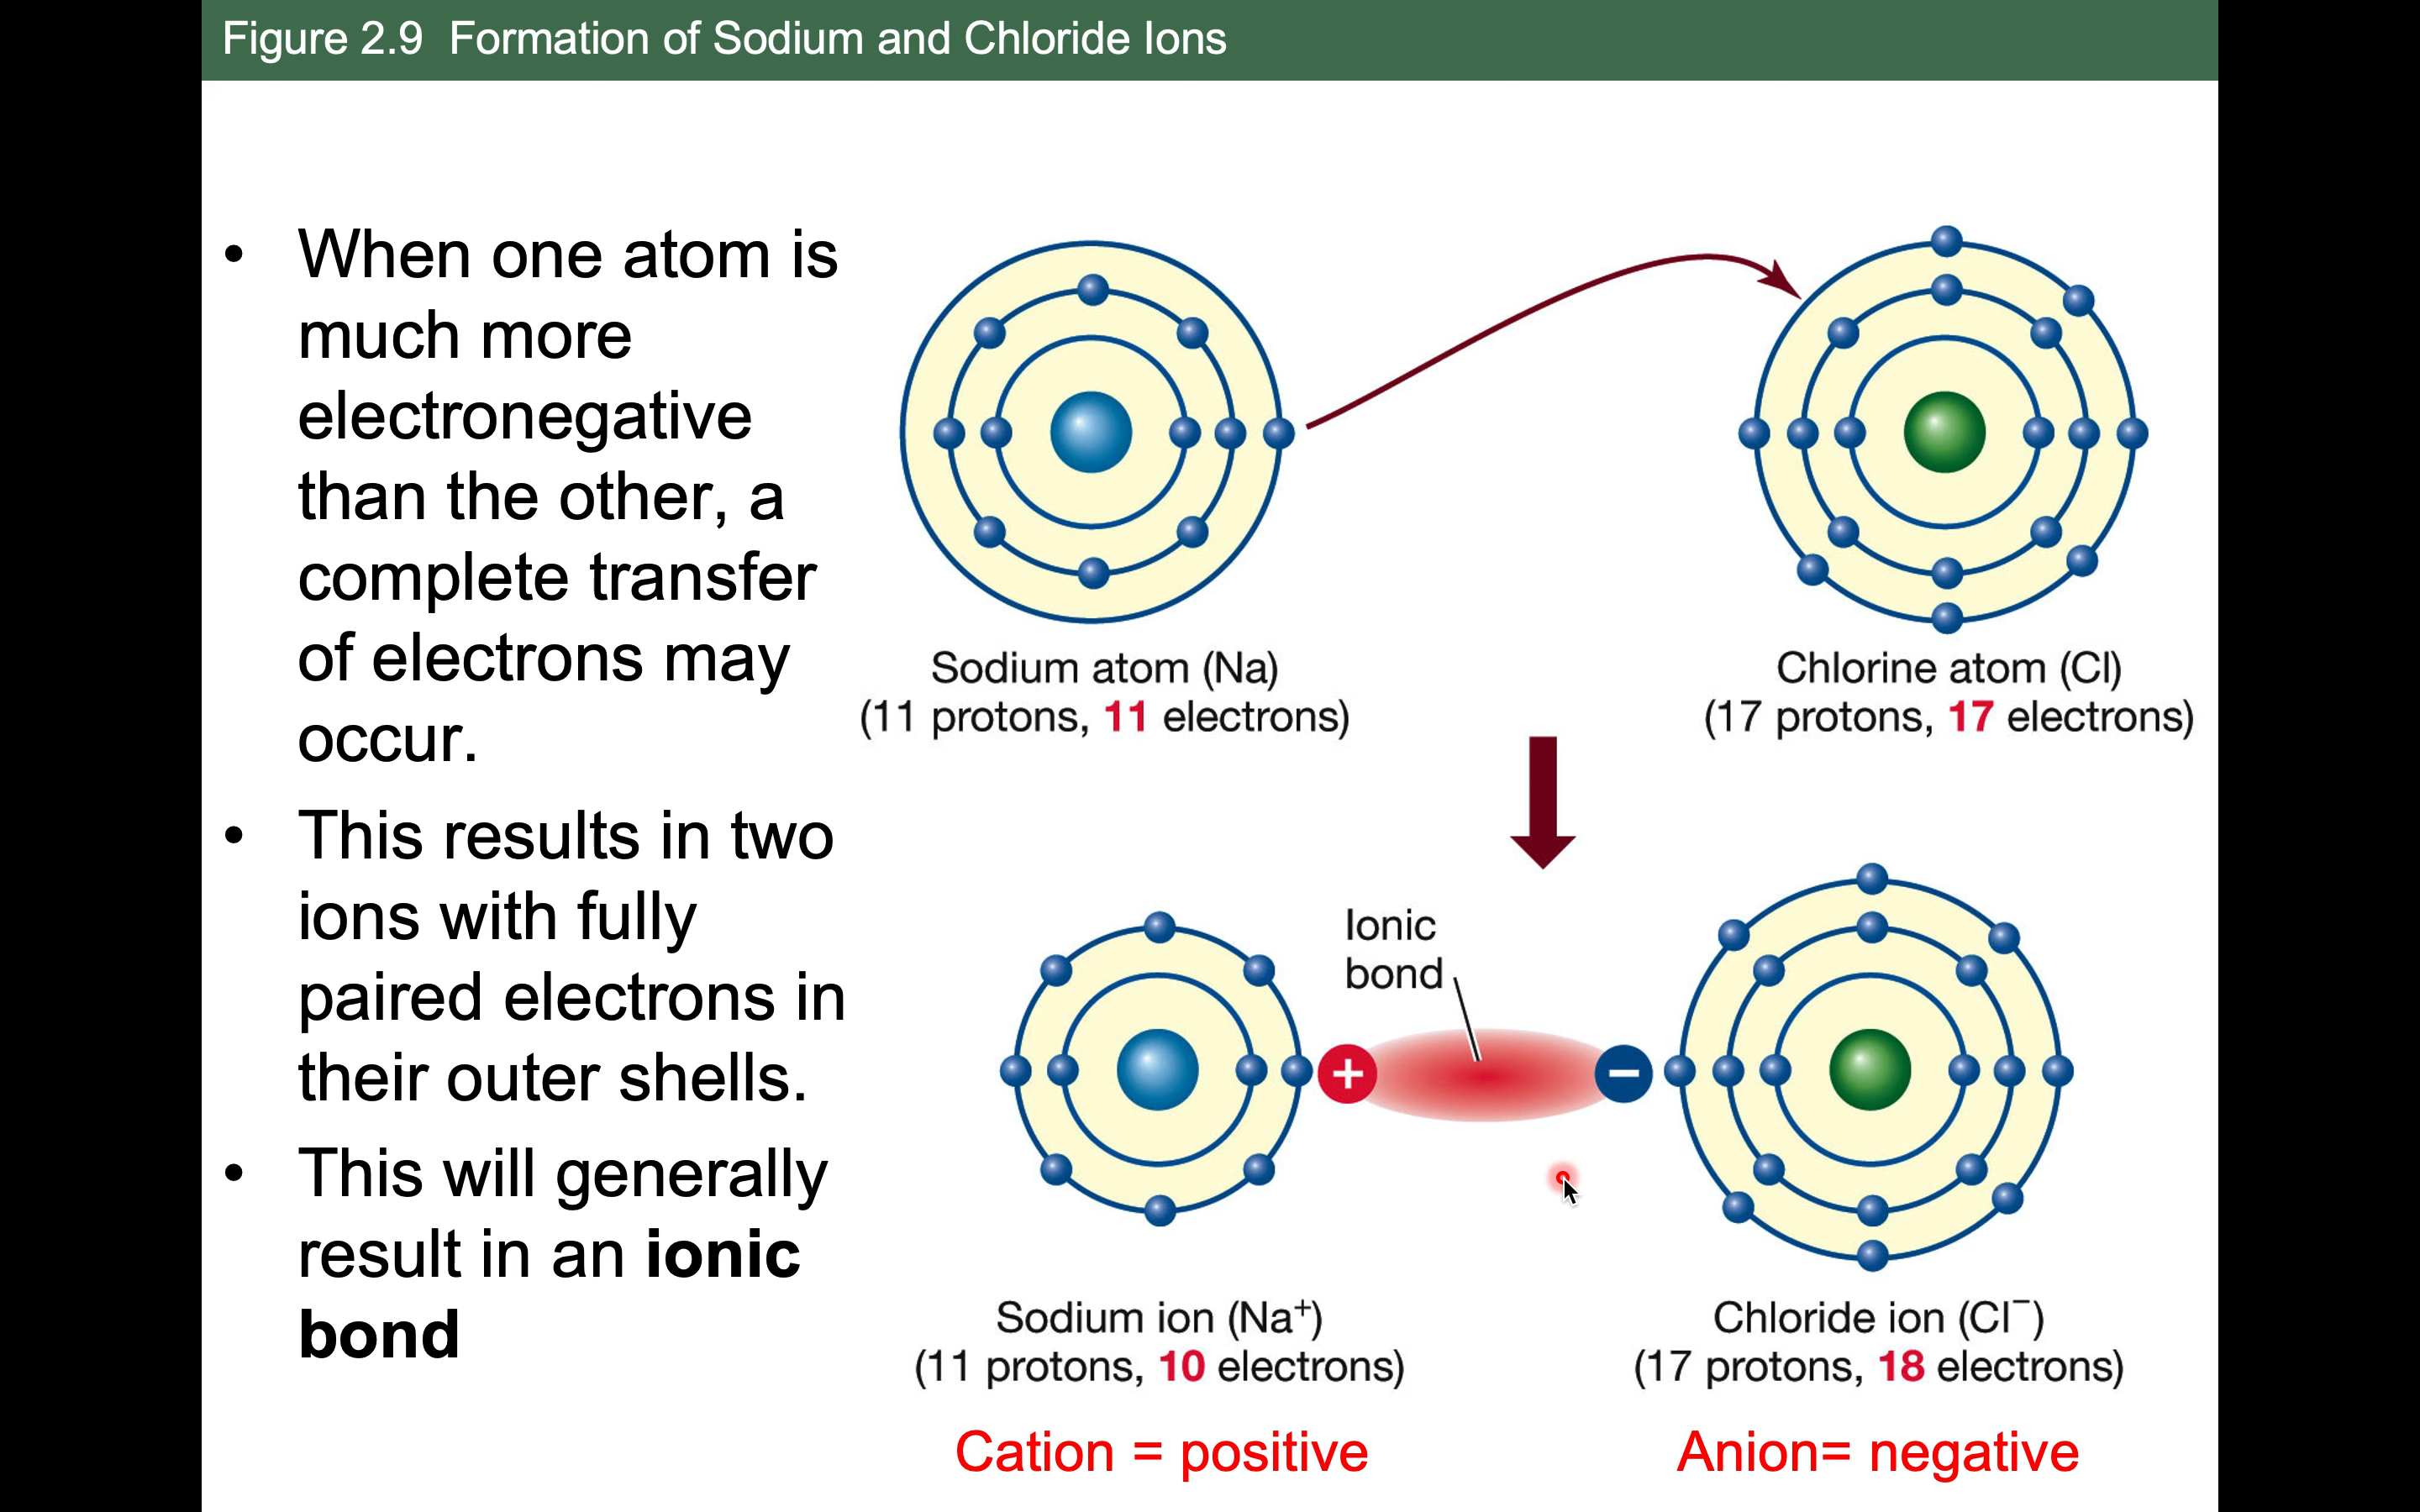 Figure 2.9  Formation of Sodium and Chloride Ions
• When one atom is
much more
electronegative
than the other, a
complete transfer
of electrons may
occur.
• This results in two
ions with fully
paired electrons in
their outer shells.
• This will generally
result in an ionic
bond
Sodium atom (Na)
(11 protons, 11 electrons)
Chlorine atom (Cl)
(17 protons, 17 electrons)
Ionic
bond
+
−
Sodium ion (Na⁺)
(11 protons, 10 electrons)
Chloride ion (Cl⁻)
(17 protons, 18 electrons)
Cation = positive
Anion= negative